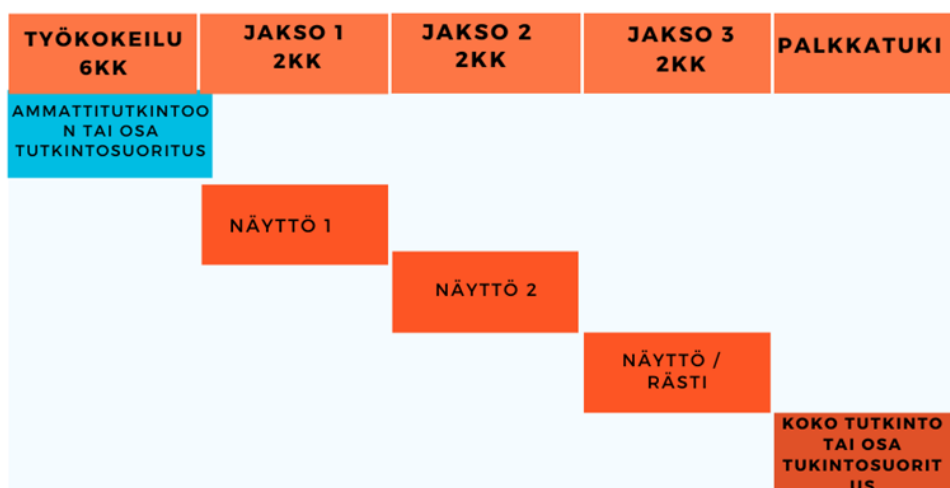 TYÖKOKEILU
6KK
JAKSO 1
2KK
JAKSO 2
2KK
JAKSO 3
2KK
PALKKATUKI
AMMATTITUTKINTOO
N TAI OSA
TUTKINTOSUORITUS
NÄYTTÖ 1
NÄYTTÖ 2
NÄYTTÖ /
RÄSTI
KOKO TUTKINTO
TAI OSA
TUKINTOSUORIT
US